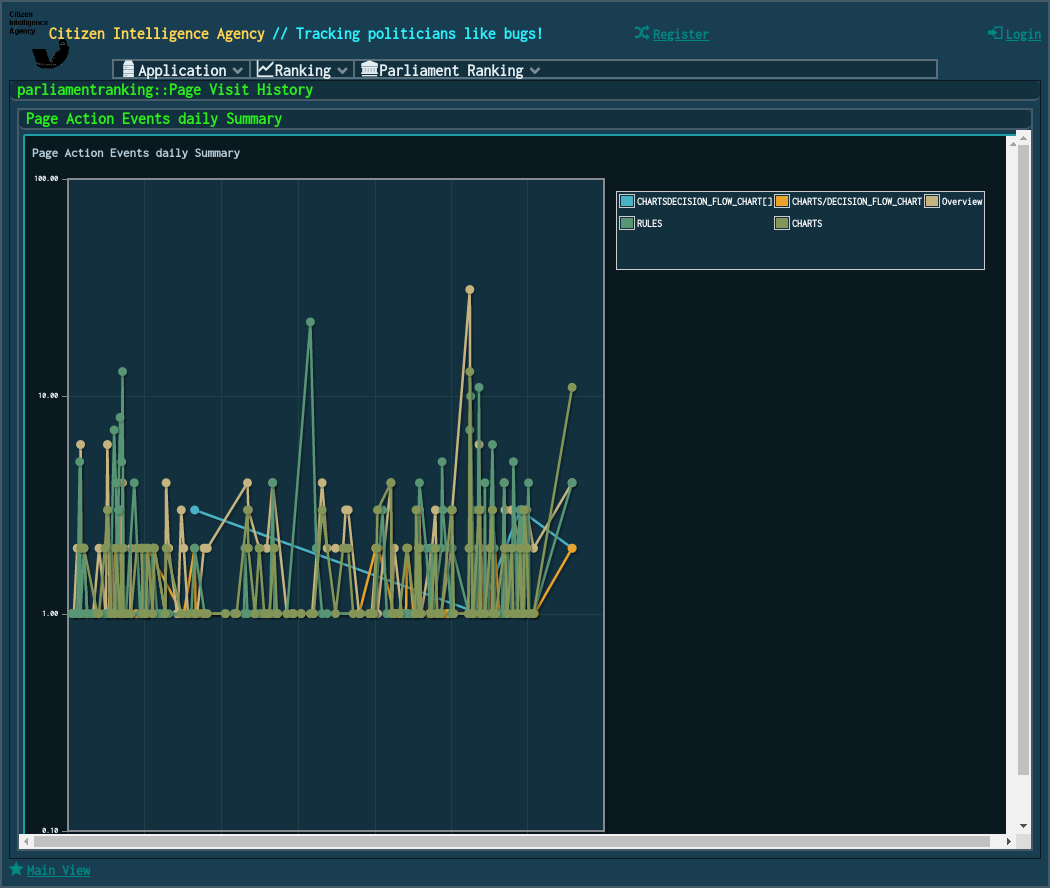 Citizen
Intelligence
Agency
Citizen Intelligence Agency // Tracking politicians like bugs!
Register
Login
Application
Ranking
Parliament Ranking
parliamentranking::Page Visit History
Page Action Events daily Summary
Page Action Events daily Summary
100.00
10.00
1.00
0.10
CHARTSDECISION_FLOW_CHART[]
CHARTS/DECISION_FLOW_CHART
Overview
RULES
CHARTS
Main View